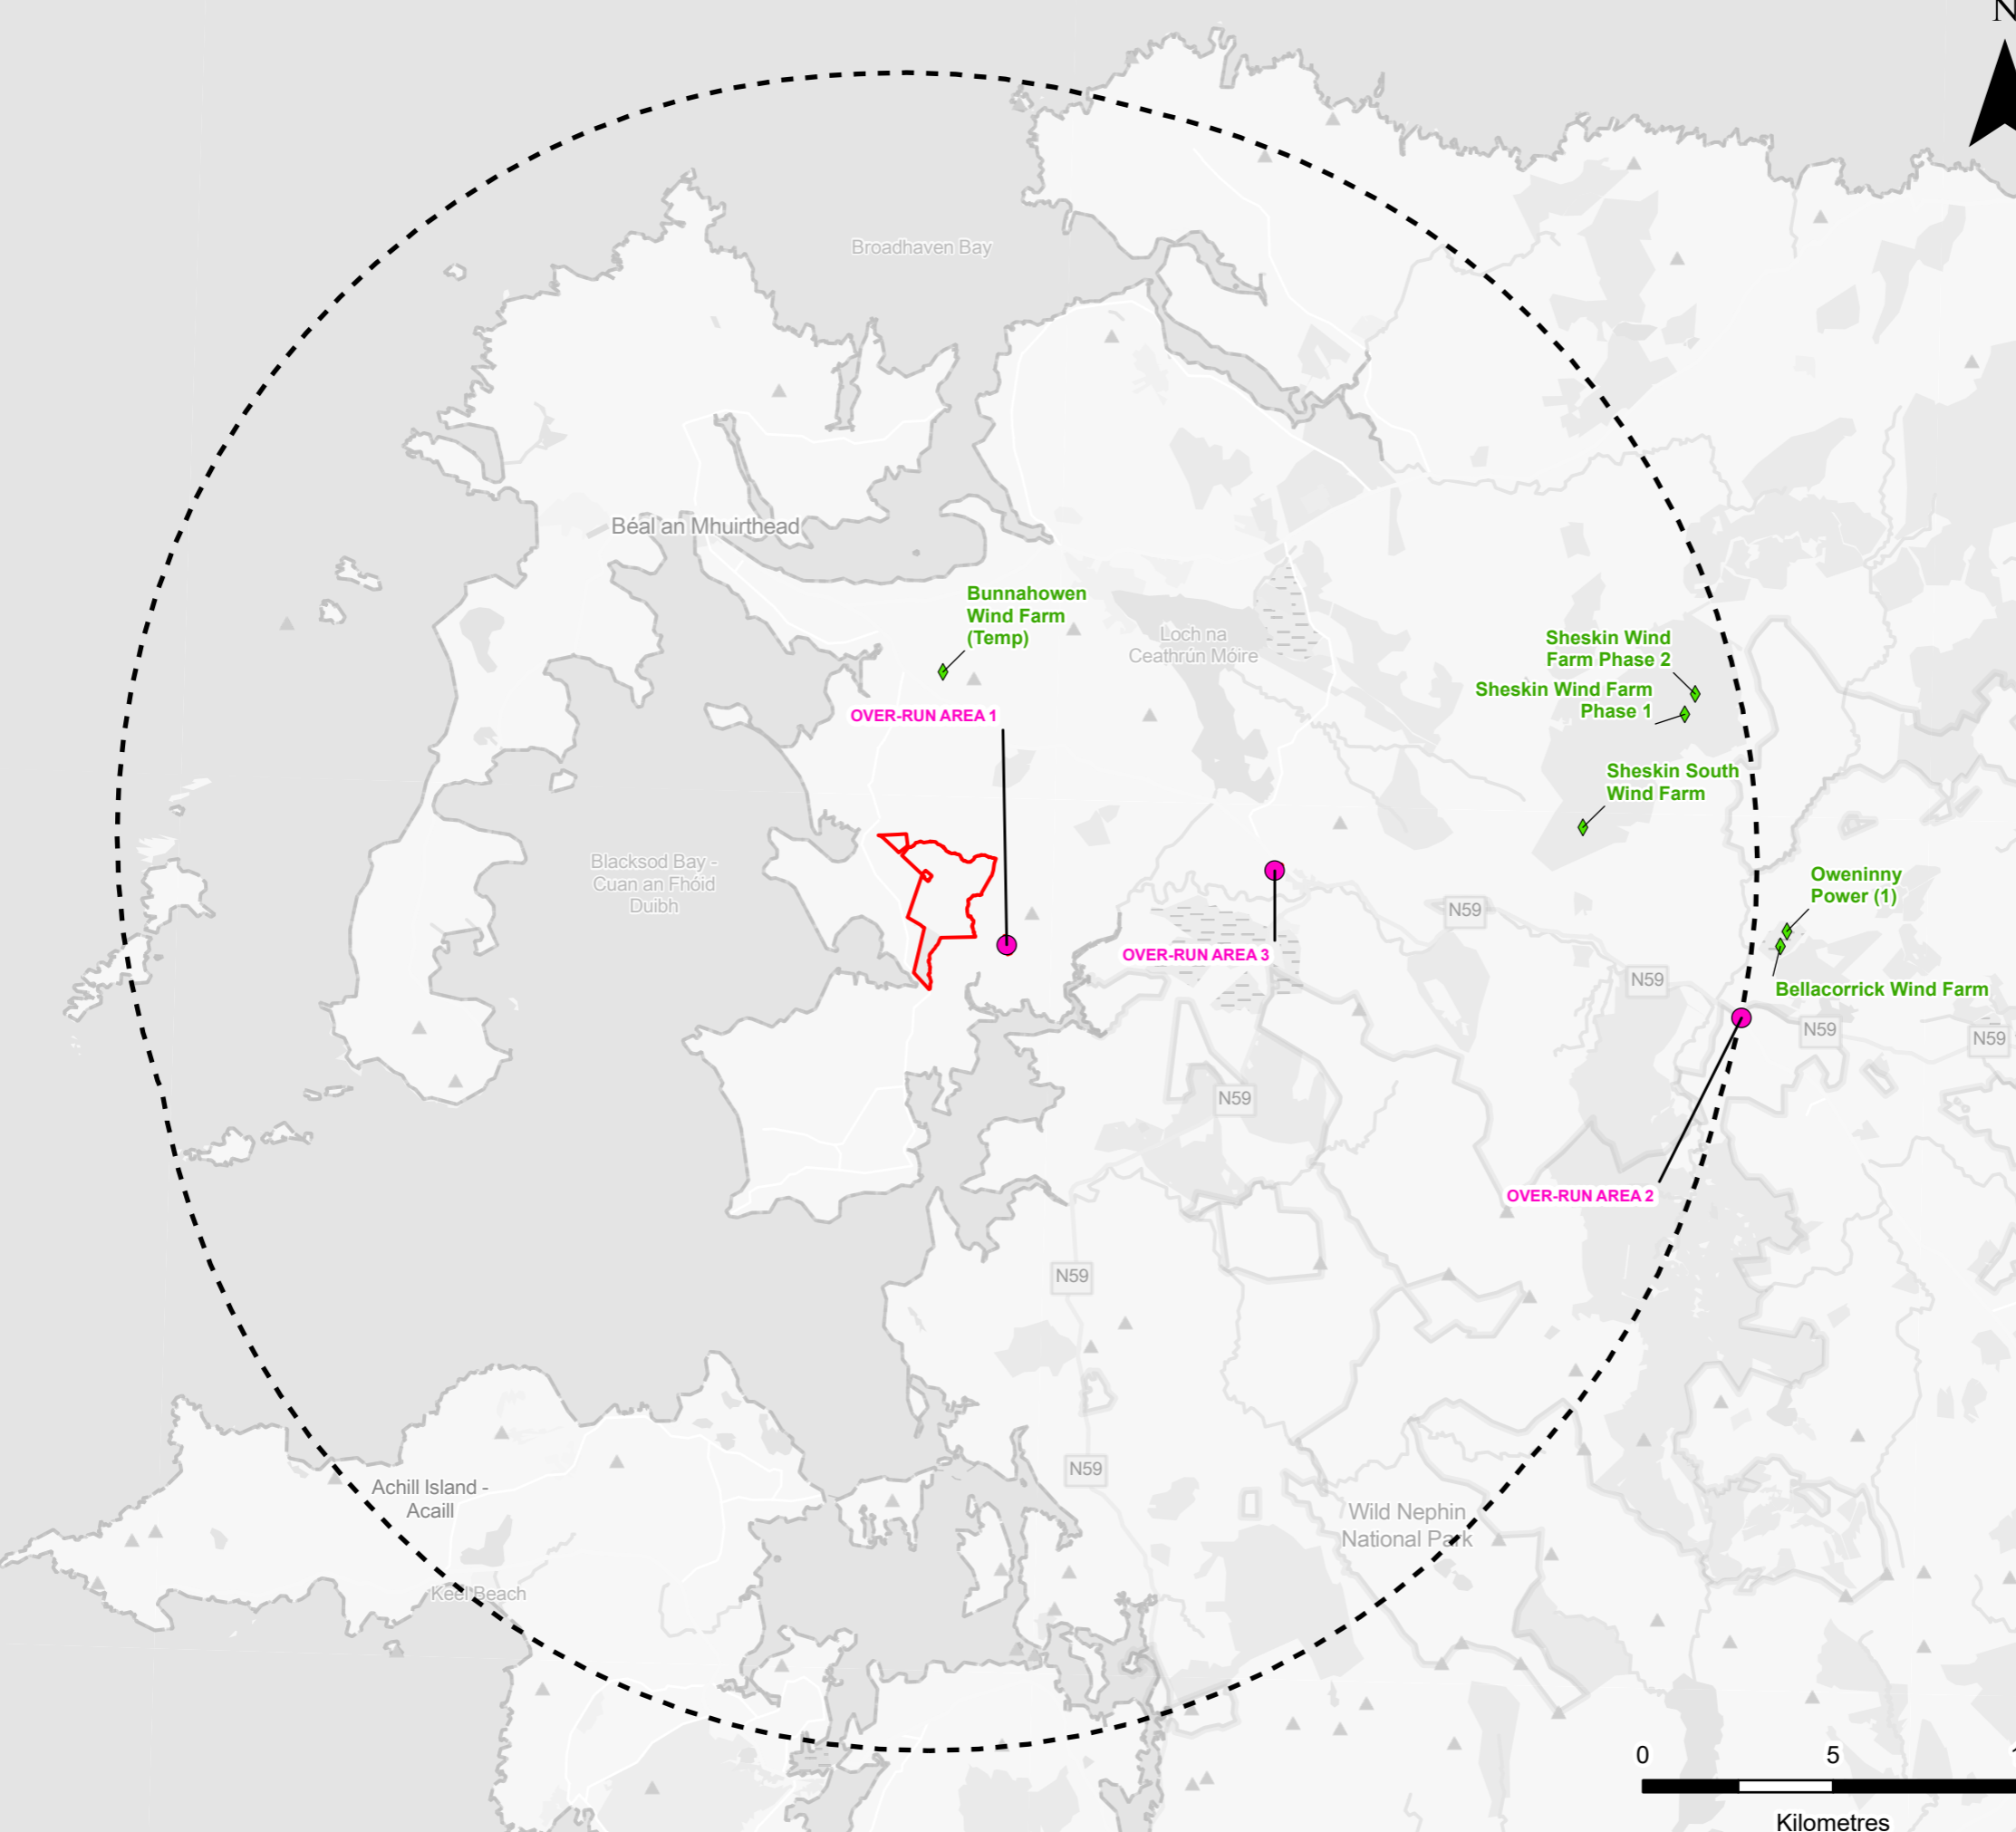 N
Broadhaven Bay
Béal an Mhuirthead
Bunnahowen
Wind Farm
(Temp)
Loch na
Ceathrún Móire
Sheskin Wind
Farm Phase 2
Sheskin Wind Farm
Phase 1
OVER-RUN AREA 1
Sheskin South
Wind Farm
Blacksod Bay -
Cuan an Fhóid
Duibh
Oweninny
Power (1)
N59
OVER-RUN AREA 3
N59
Bellacorrick Wind Farm
N59
N59
N59
OVER-RUN AREA 2
N59
N59
Achill Island -
Acaill
Wild Nephin
National Park
Keel Beach
0 5
Kilometres